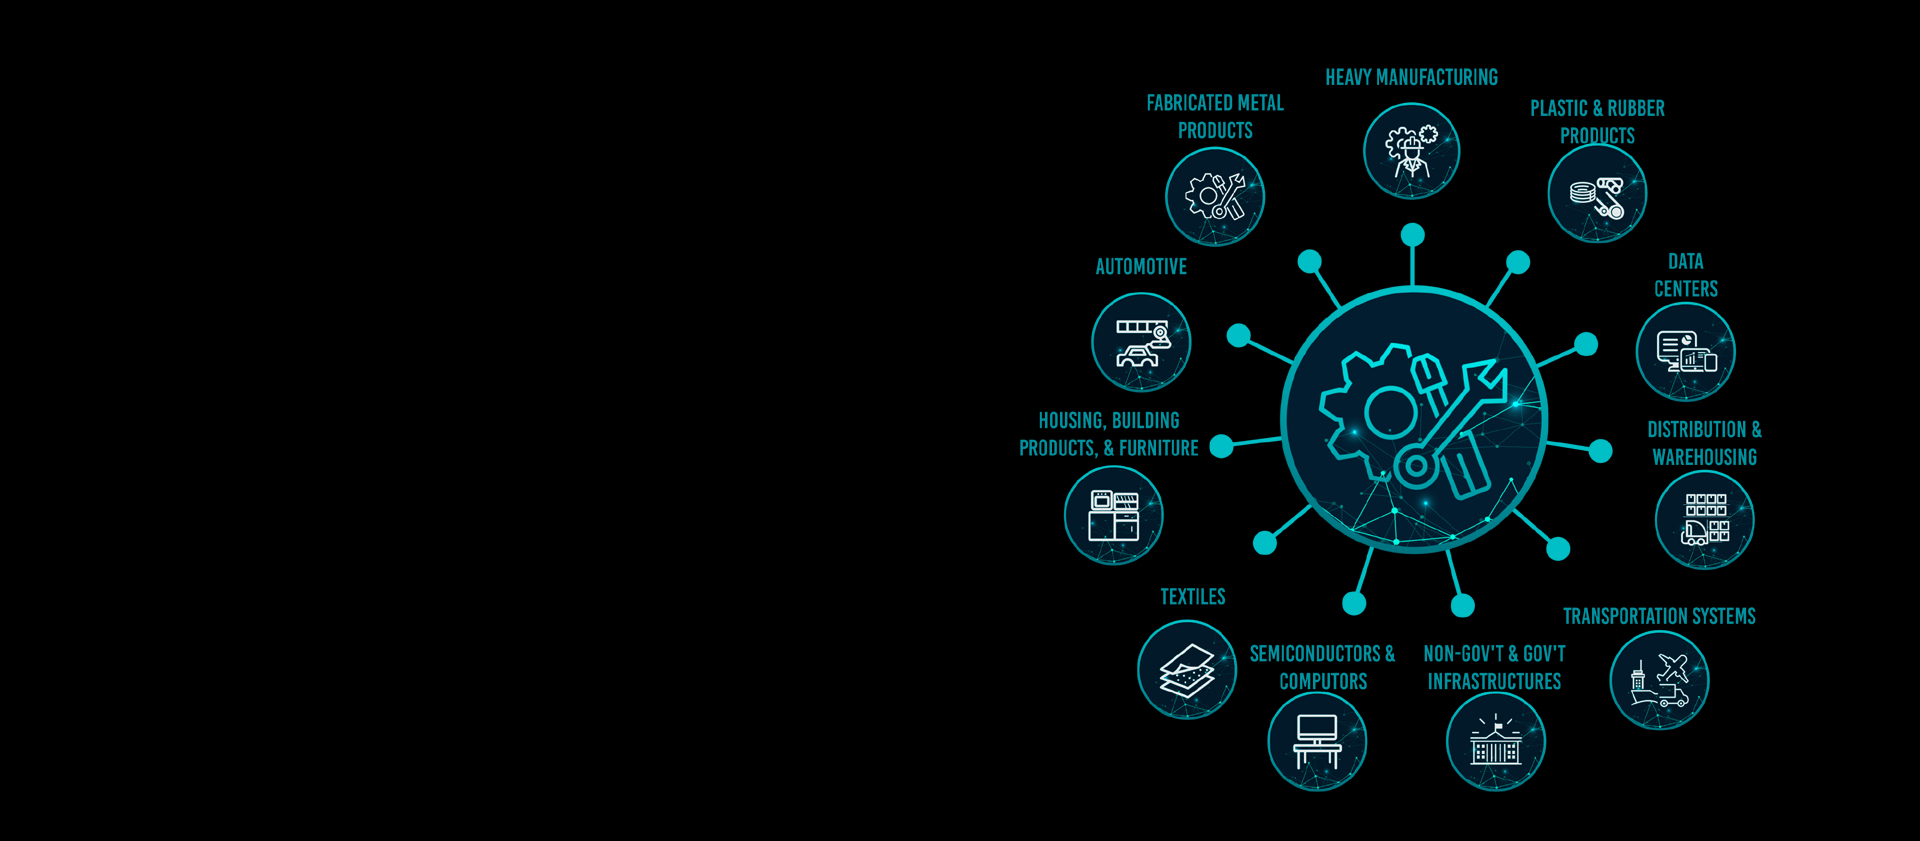 HEAVY MANUFACTURING
FABRICATED METAL
PRODUCTS
PLASTIC & RUBBER
PRODUCTS
AUTOMOTIVE
DATA
CENTERS
HOUSING, BUILDING
PRODUCTS, & FURNITURE
DISTRIBUTION &
WAREHOUSING
TEXTILES
TRANSPORTATION SYSTEMS
SEMICONDUCTORS &
COMPUTORS
NON-GOV'T & GOV'T
INFRASTRUCTURES